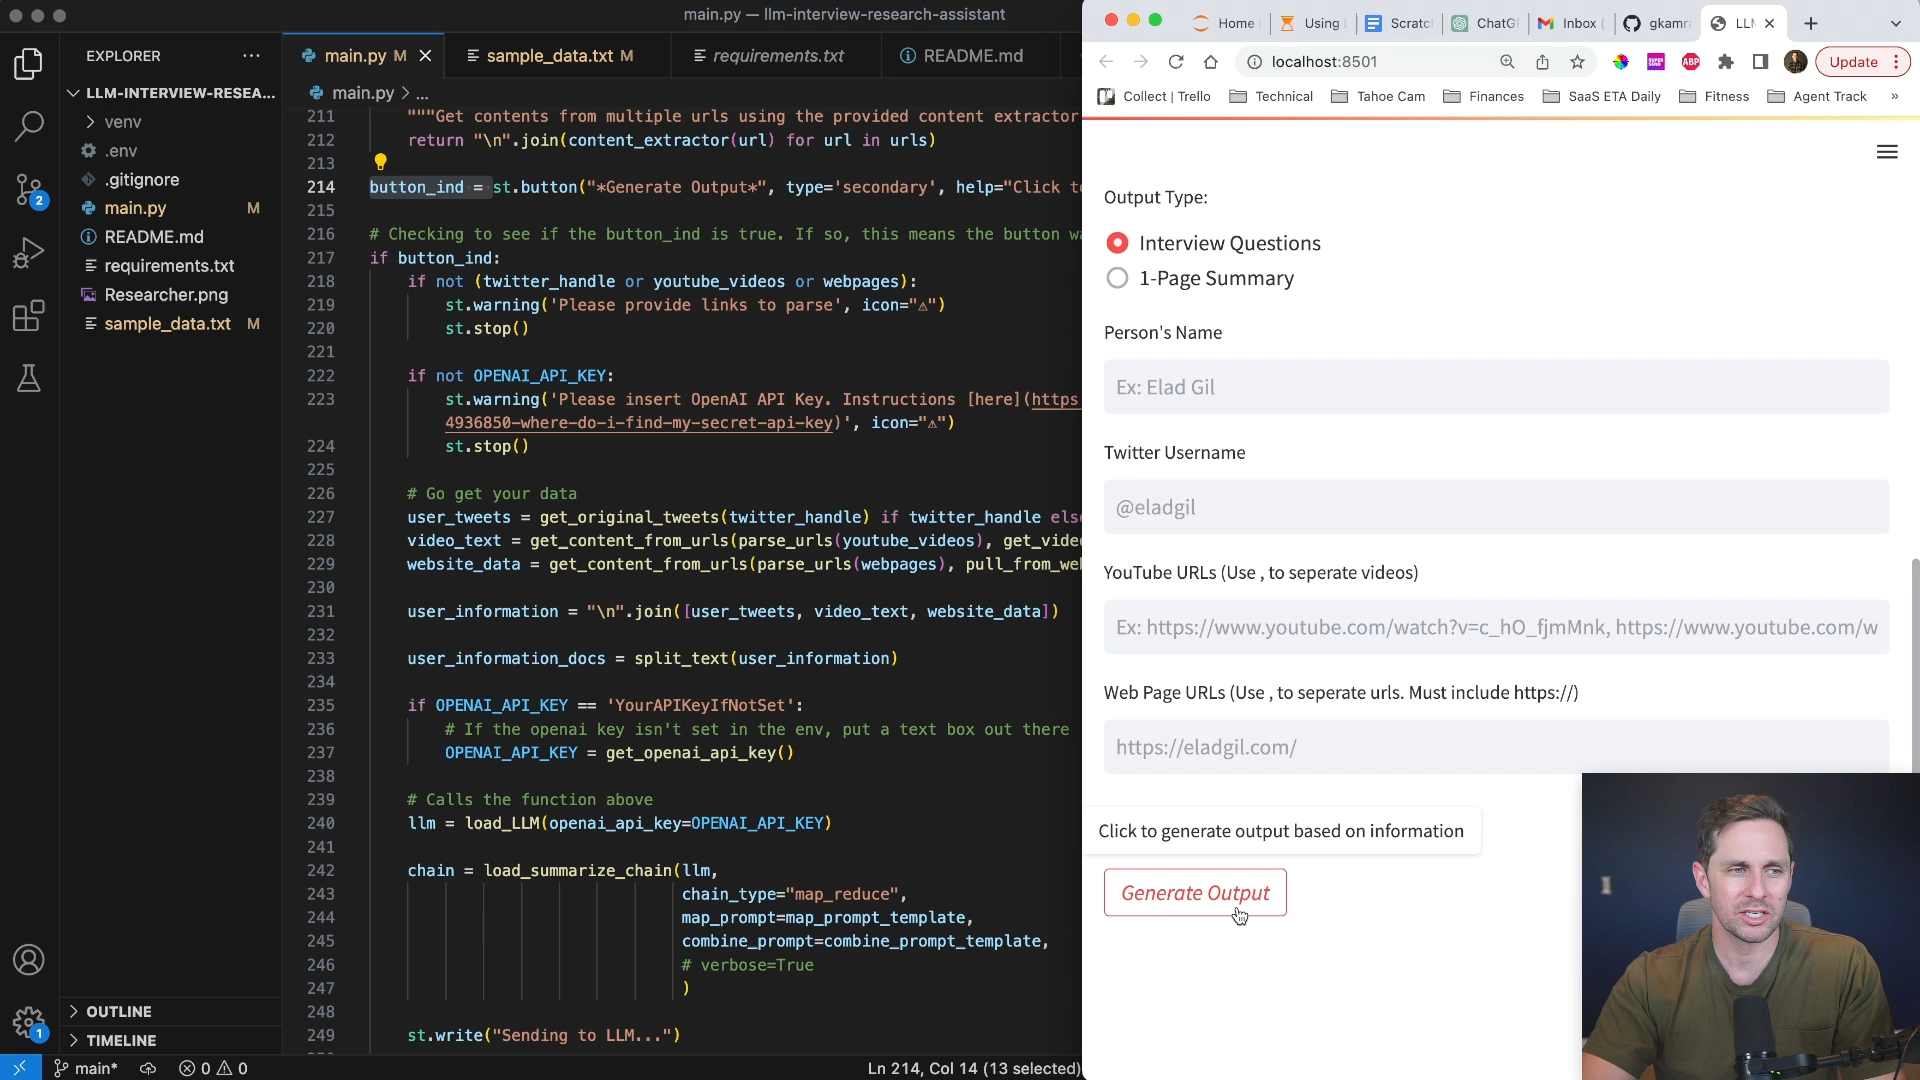 main.py — llm-interview-research-assistant
EXPLORER
LLM-INTERVIEW-RESEA...
venv
.env
.gitignore
main.py M
README.md
requirements.txt
Researcher.png
sample_data.txt M
OUTLINE
TIMELINE
2
1
main.py M
sample_data.txt M
requirements.txt
README.md
main.py > ...
211 """Get contents from multiple urls using the provided content extractor
212 return "\n".join(content_extractor(url) for url in urls)
213
214 button_ind = st.button("*Generate Output*", type='secondary', help="Click to
215
216 # Checking to see if the button_ind is true. If so, this means the button wa
217 if button_ind:
218 if not (twitter_handle or youtube_videos or webpages):
219 st.warning('Please provide links to parse', icon="⚠")
220 st.stop()
221
222 if not OPENAI_API_KEY:
223 st.warning('Please insert OpenAI API Key. Instructions [here](https
4936850-where-do-i-find-my-secret-api-key)', icon="⚠")
224 st.stop()
225
226 # Go get your data
227 user_tweets = get_original_tweets(twitter_handle) if twitter_handle else
228 video_text = get_content_from_urls(parse_urls(youtube_videos), get_vide
229 website_data = get_content_from_urls(parse_urls(webpages), pull_from_we
230
231 user_information = "\n".join([user_tweets, video_text, website_data])
232
233 user_information_docs = split_text(user_information)
234
235 if OPENAI_API_KEY == 'YourAPIKeyIfNotSet':
236 # If the openai key isn't set in the env, put a text box out there
237 OPENAI_API_KEY = get_openai_api_key()
238
239 # Calls the function above
240 llm = load_LLM(openai_api_key=OPENAI_API_KEY)
241
242 chain = load_summarize_chain(llm,
243 chain_type="map_reduce",
244 map_prompt=map_prompt_template,
245 combine_prompt=combine_prompt_template,
246 # verbose=True
247 )
248
249 st.write("Sending to LLM...")
main* 0 0
Ln 214, Col 14 (13 selected)
Home Using Scratc ChatG Inbox ( gkamr LLM
localhost:8501
Update
Collect | Trello Technical Tahoe Cam Finances SaaS ETA Daily Fitness Agent Track »
Output Type:
Interview Questions
1-Page Summary
Person's Name
Ex: Elad Gil
Twitter Username
@eladgil
YouTube URLs (Use , to seperate videos)
Ex: https://www.youtube.com/watch?v=c_hO_fjmMnk, https://www.youtube.com/w
Web Page URLs (Use , to seperate urls. Must include https://)
https://eladgil.com/
Click to generate output based on information
Generate Output